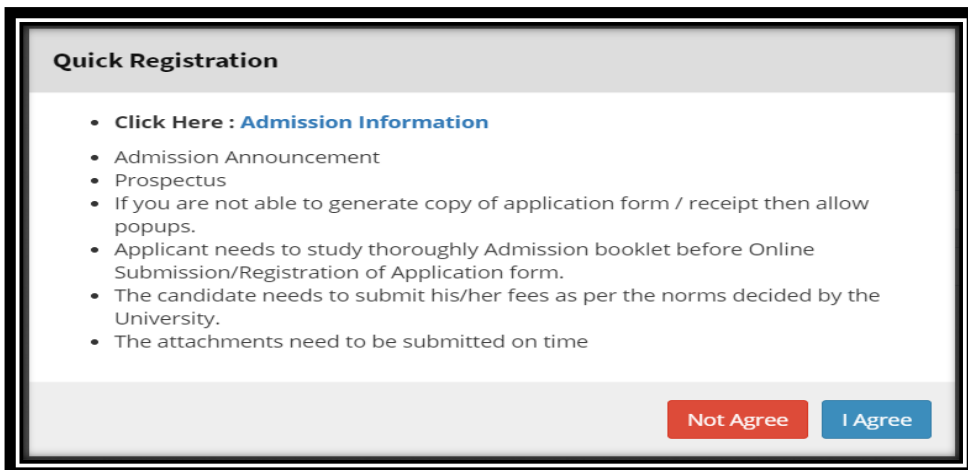 Quick Registration
• Click Here : Admission Information
• Admission Announcement
• Prospectus
• If you are not able to generate copy of application form / receipt then allow
popups.
• Applicant needs to study thoroughly Admission booklet before Online
Submission/Registration of Application form.
• The candidate needs to submit his/her fees as per the norms decided by the
University.
• The attachments need to be submitted on time
Not Agree I Agree